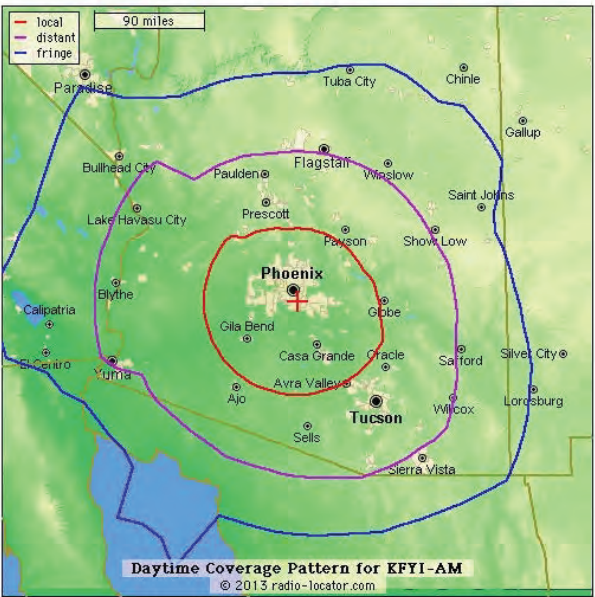 local
distant
fringe
90 miles
Paradise
Tuba City
Chinle
Gallup
Bullhead City
Flagstaff
Paulden
Winslow
Saint Johns
Prescott
Lake Havasu City
Payson
Show Low
Phoenix
Blythe
Globe
Calipatria
Gila Bend
Casa Grande
Oracle
Safford
Silver City
El Centro
Yuma
Avra Valley
Ajo
Tucson
Wilcox
Lordsburg
Sells
Sierra Vista
Daytime Coverage Pattern for KFYI-AM
© 2013 radio-locator.com